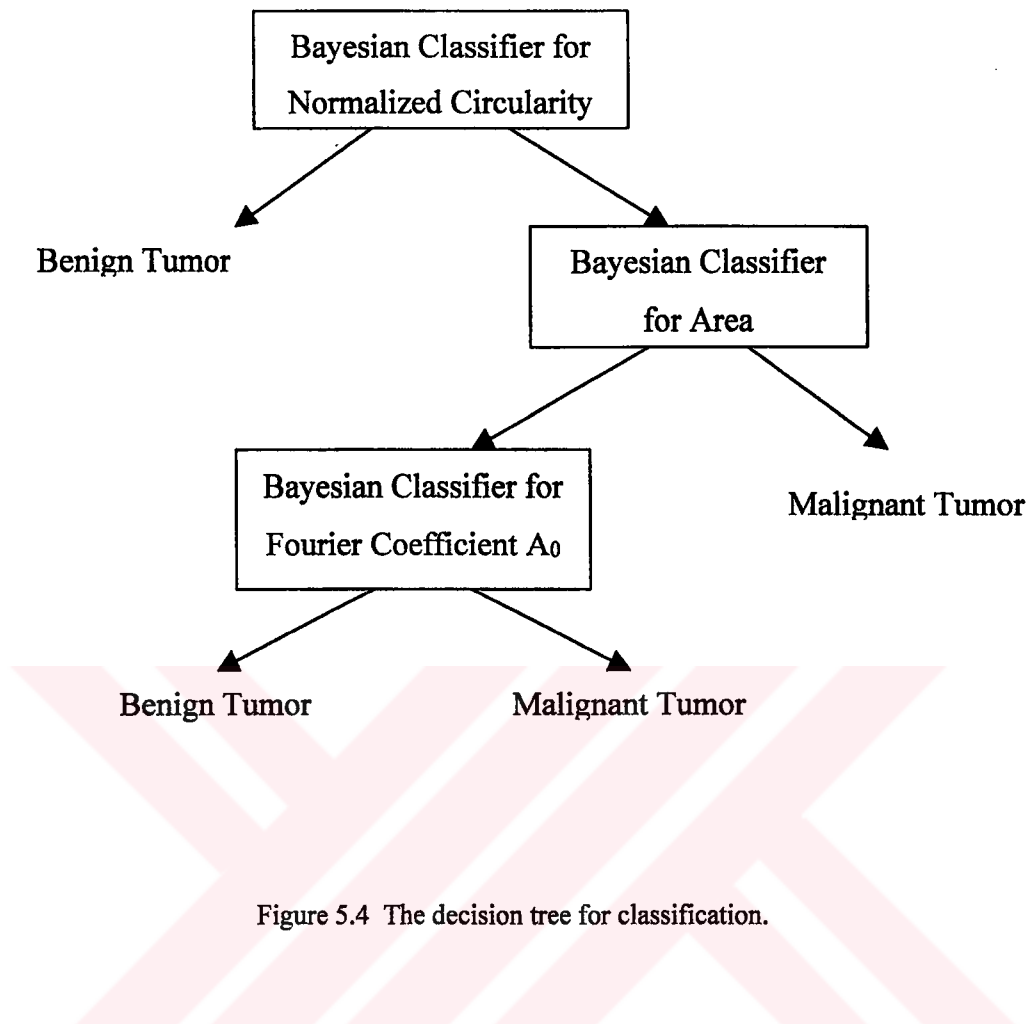 Bayesian Classifier for
Normalized Circularity
Benign Tumor
Bayesian Classifier
for Area
Bayesian Classifier for
Fourier Coefficient A0
Malignant Tumor
Benign Tumor
Malignant Tumor
Figure 5.4 The decision tree for classification.